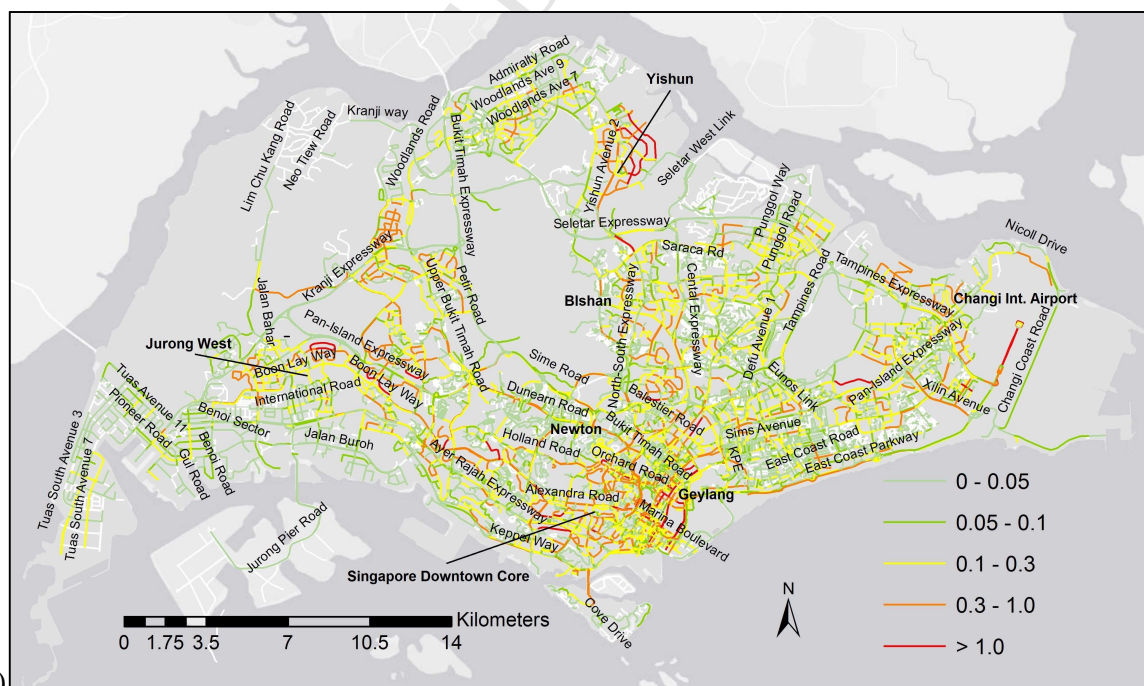 Admiralty Road
Woodlands Ave 9
Woodlands Ave 7
Yishun
Kranji way
Lim Chu Kang Road
Neo Tiew Road
Woodlands Road
Bukit Timah Expressway
Yishun Avenue 2
Seletar West Link
Seletar Expressway
Punggol Way
Punggol Road
Saraca Rd
Nicoll Drive
Tampines Expressway
Tampines Road
Kranji Expressway
Upper Bukit Timah Road
Petir Road
BIshan
North-South Expressway
Cental Expressway
Defu Avenue 1
Changi Int. Airport
Changi Coast Road
Jalan Bahar
Pan-Island Expressway
Jurong West
Boon Lay Way
Boon Lay Way
Sime Road
Eunos Link
Pan-Island Expressway
Xilin Avenue
Tuas Avenue 11
Pioneer Road
International Road
Dunearn Road
Balestier Road
Newton
Bukit Timah Road
Sims Avenue
Benoi Sector
Jalan Buroh
Holland Road
Orchard Road
KPE
East Coast Road
East Coast Parkway
Tuas South Avenue 3
Tuas South Avenue 7
Gul Road
Benoi Road
Ayer Rajah Expressway
Alexandra Road
Geylang
Marina Boulevard
Keppel Way
Jurong Pier Road
Singapore Downtown Core
Cove Drive
0 - 0.05
0.05 - 0.1
0.1 - 0.3
0.3 - 1.0
> 1.0
N
Kilometers
0 1.75 3.5 7 10.5 14